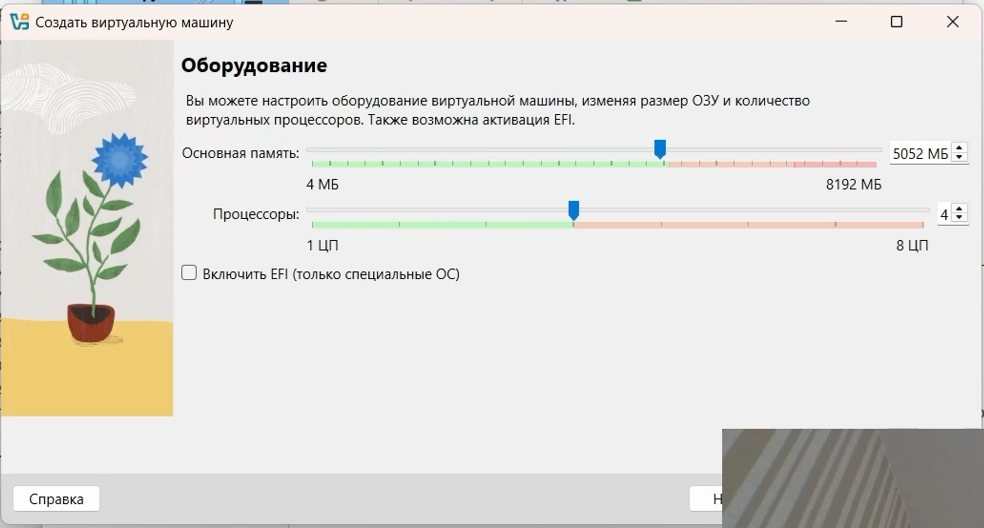 Создать виртуальную машину
Оборудование
Вы можете настроить оборудование виртуальной машины, изменяя размер ОЗУ и количество
виртуальных процессоров. Также возможна активация EFI.
Основная память:
5052 МБ
4 МБ
8192 МБ
Процессоры:
4
1 ЦП
8 ЦП
Включить EFI (только специальные ОС)
Справка